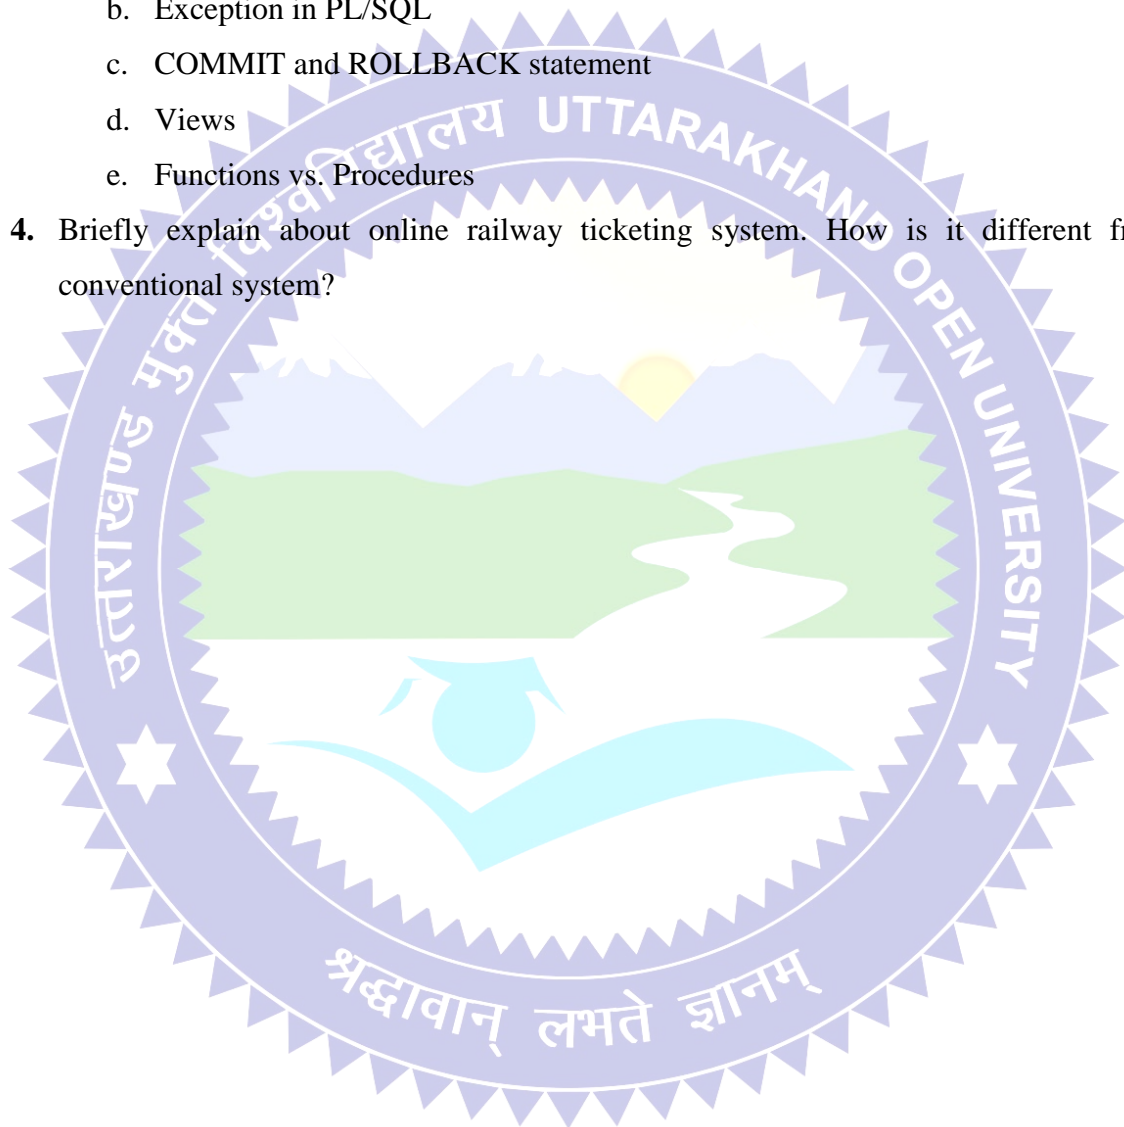 b. Exception in PL/SQL
c. COMMIT and ROLLBACK statement
d. Views
e. Functions vs. Procedures
4. Briefly explain about online railway ticketing system. How is it different
conventional system?
उत्तराखण्ड मुक्त विश्वविद्यालय UTTARAKHAND OPEN UNIVERSITY
श्रद्धावान् लभते ज्ञानम्